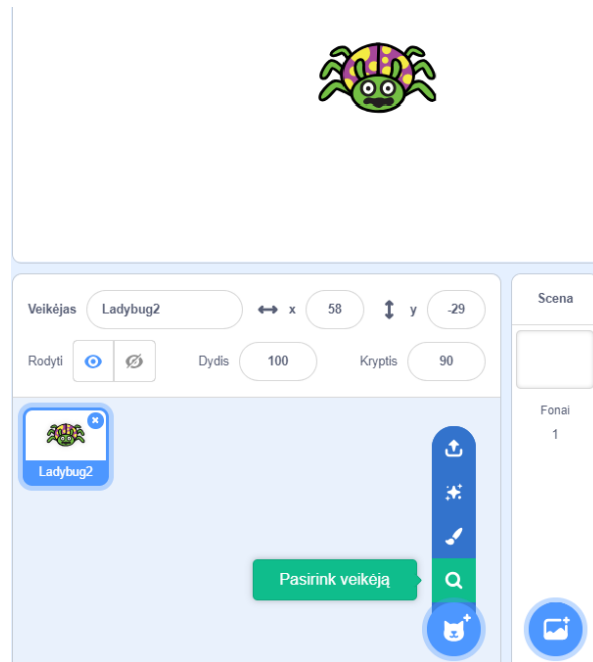 Veikėjas Ladybug2 x 58 y -29
Scena
Rodyti Dydis 100 Kryptis 90
Fonai
1
Ladybug2
Pasirink veikėją